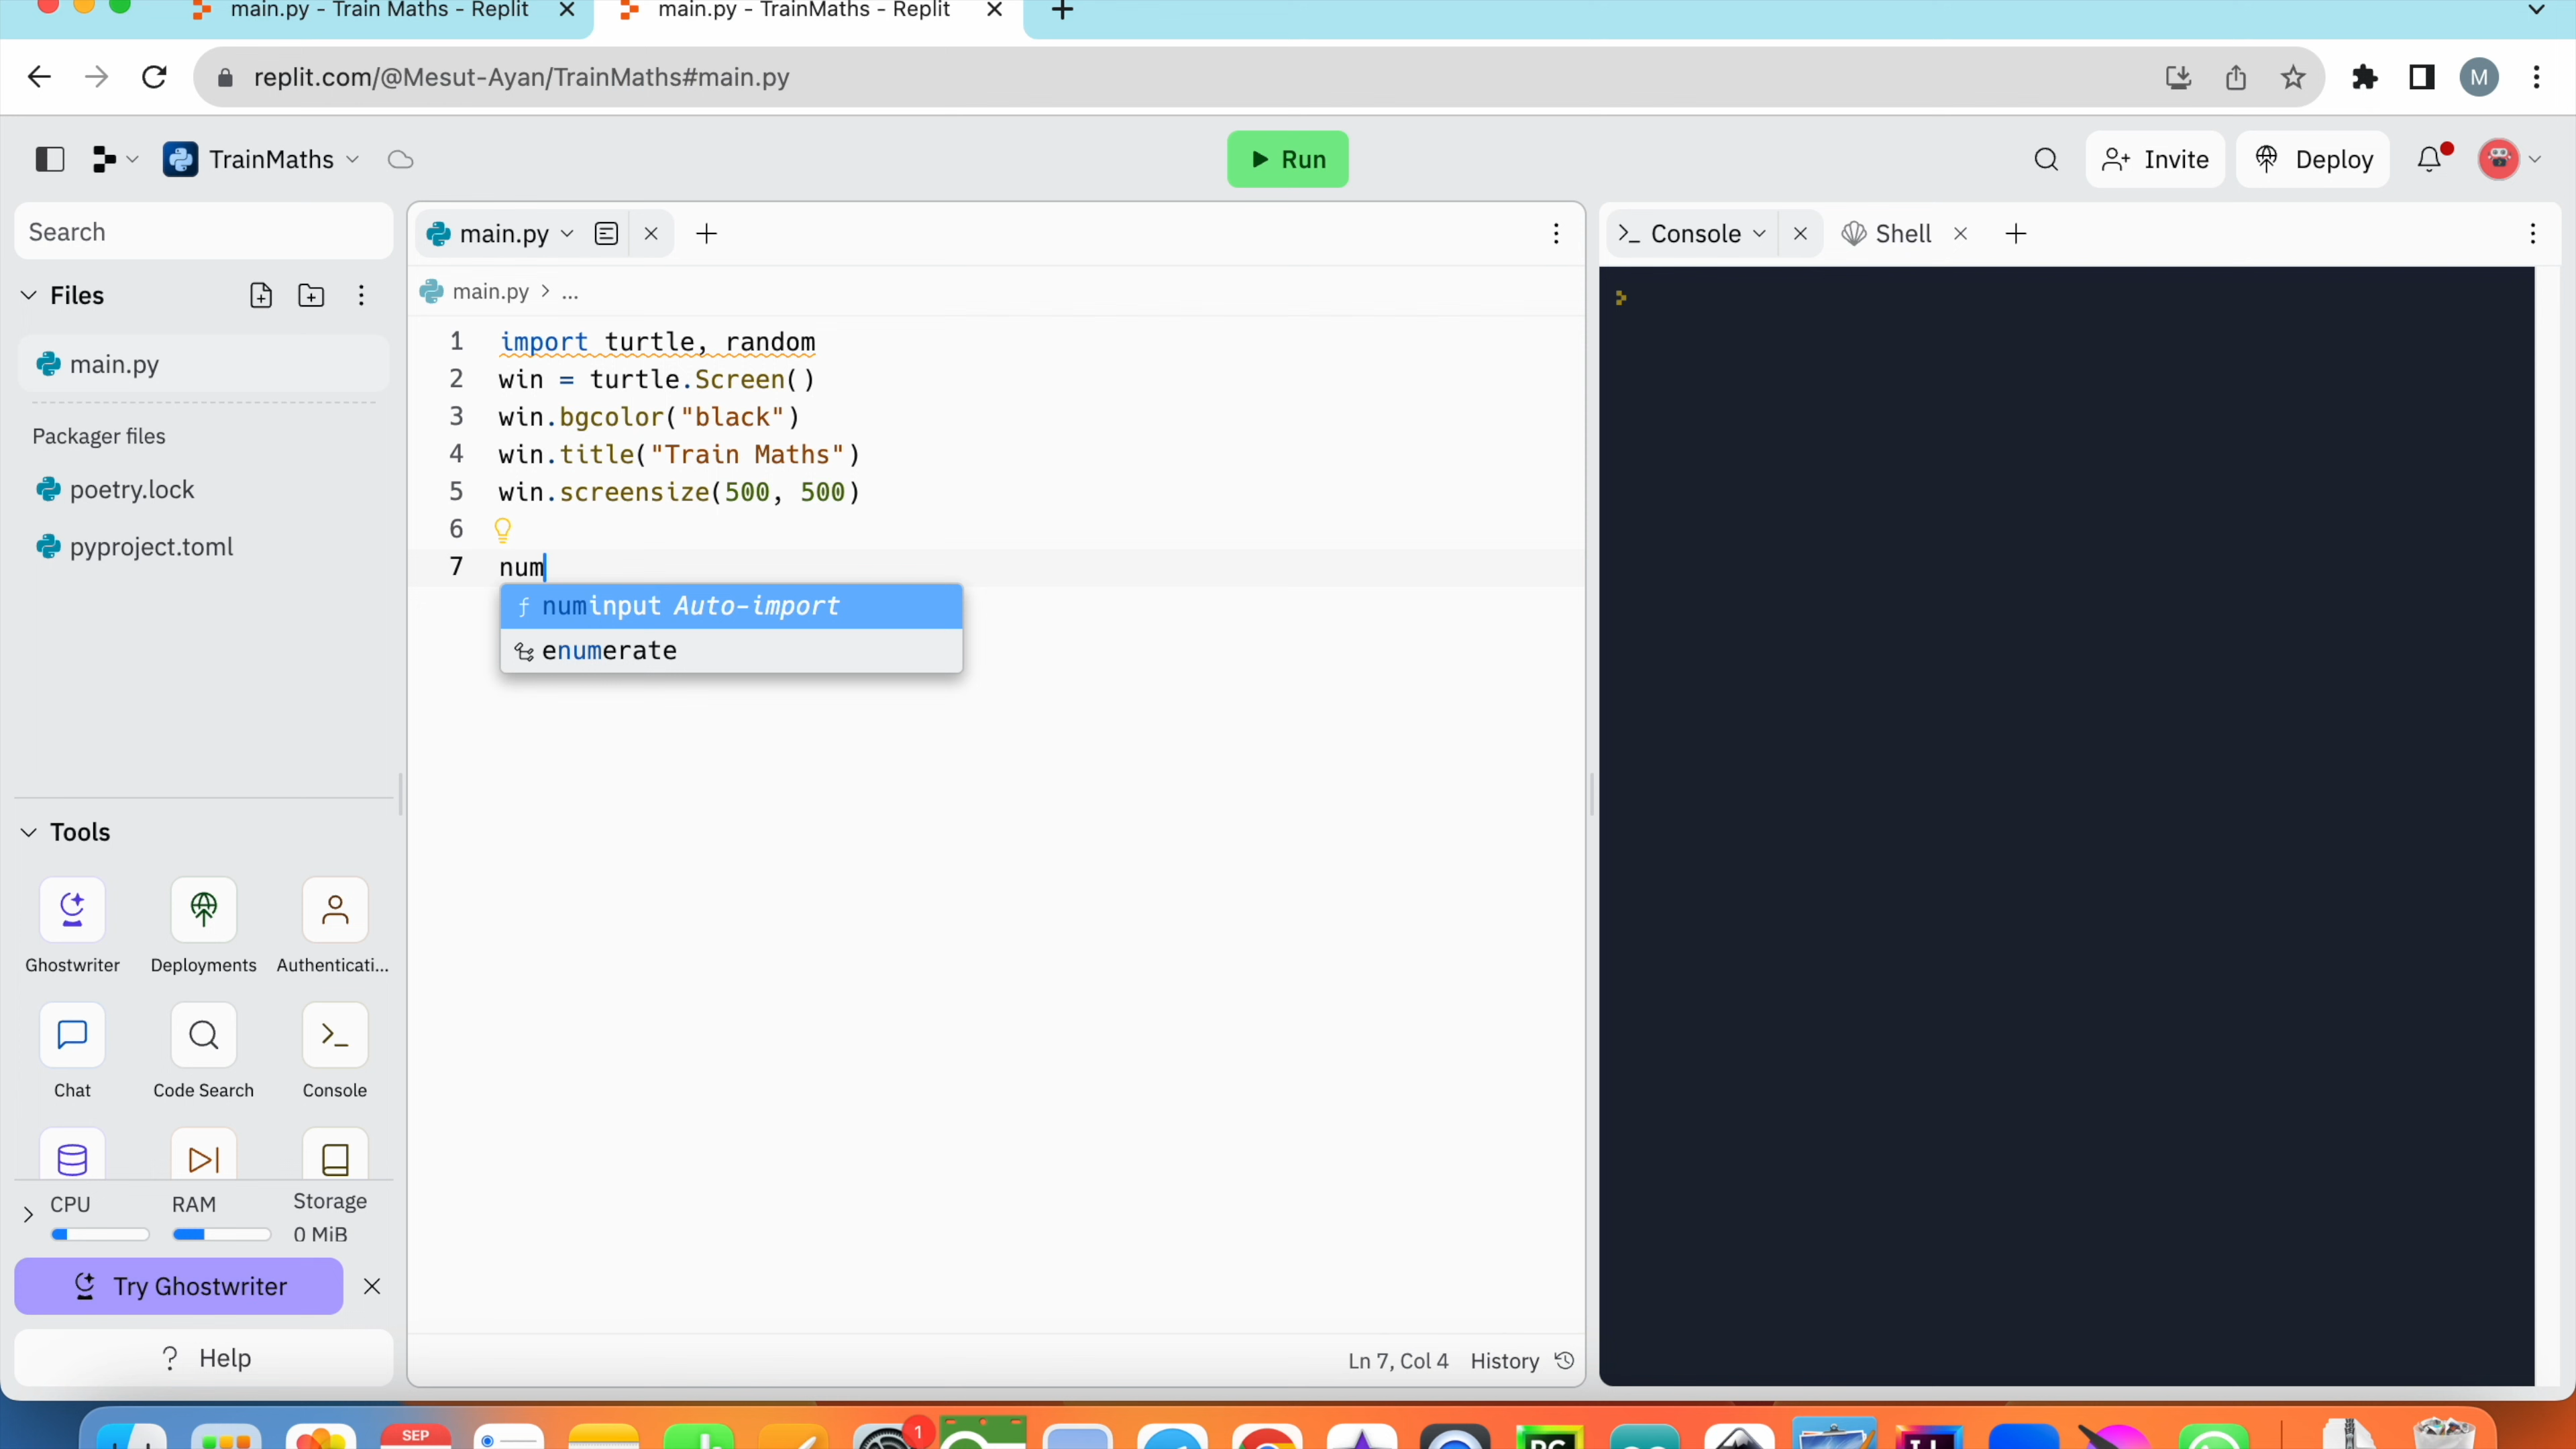 main.py - Train Maths - Replit
main.py - TrainMaths - Replit
replit.com/@Mesut-Ayan/TrainMaths#main.py
M
TrainMaths
Run
Invite
Deploy
Search
main.py
Console
Shell
Files
main.py > ...
main.py
Packager files
poetry.lock
pyproject.toml
1 import turtle, random
2 win = turtle.Screen()
3 win.bgcolor("black")
4 win.title("Train Maths")
5 win.screensize(500, 500)
6
7 num
numinput Auto-import
enumerate
Tools
Ghostwriter
Deployments
Authenticati...
Chat
Code Search
Console
CPU
RAM
Storage
0 MiB
Try Ghostwriter
? Help
Ln 7, Col 4
History
SEP
1